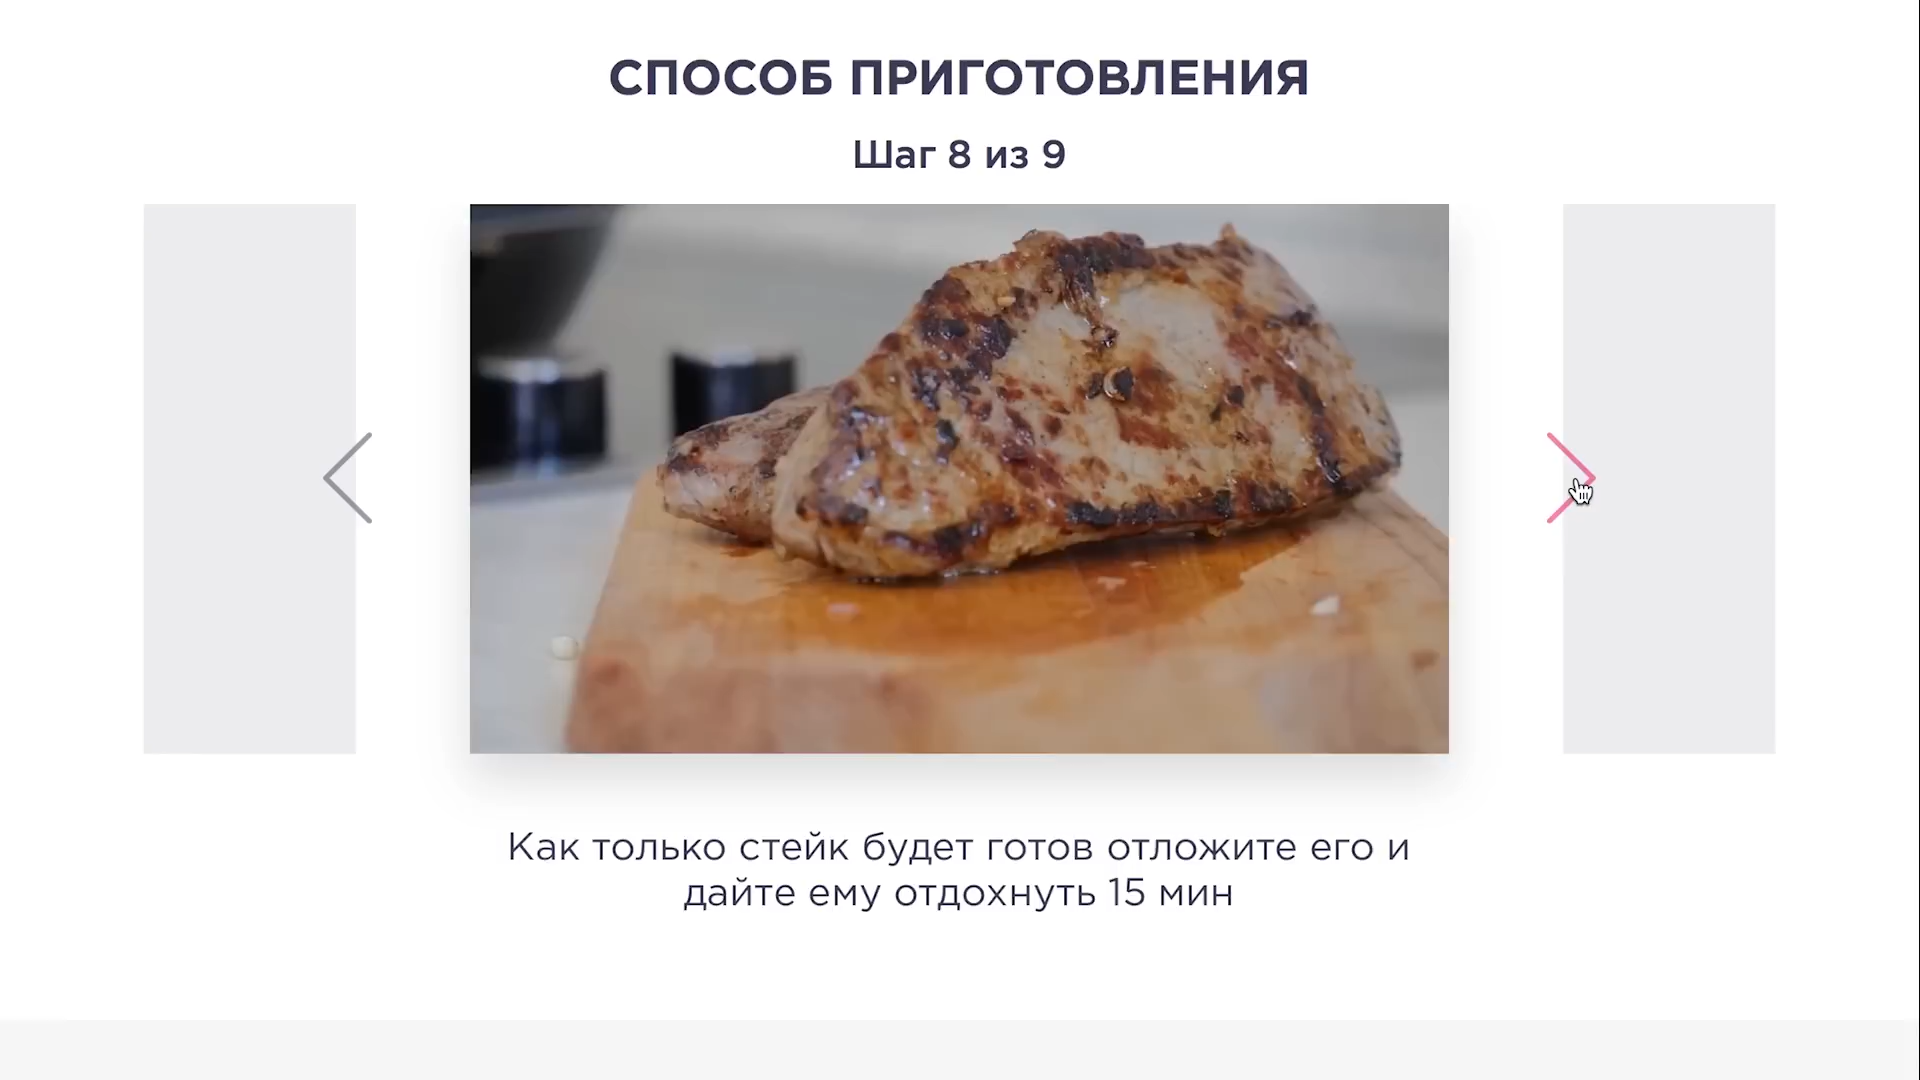 СПОСОБ ПРИГОТОВЛЕНИЯ
Шаг 8 из 9
Как только стейк будет готов отложите его и
дайте ему отдохнуть 15 мин